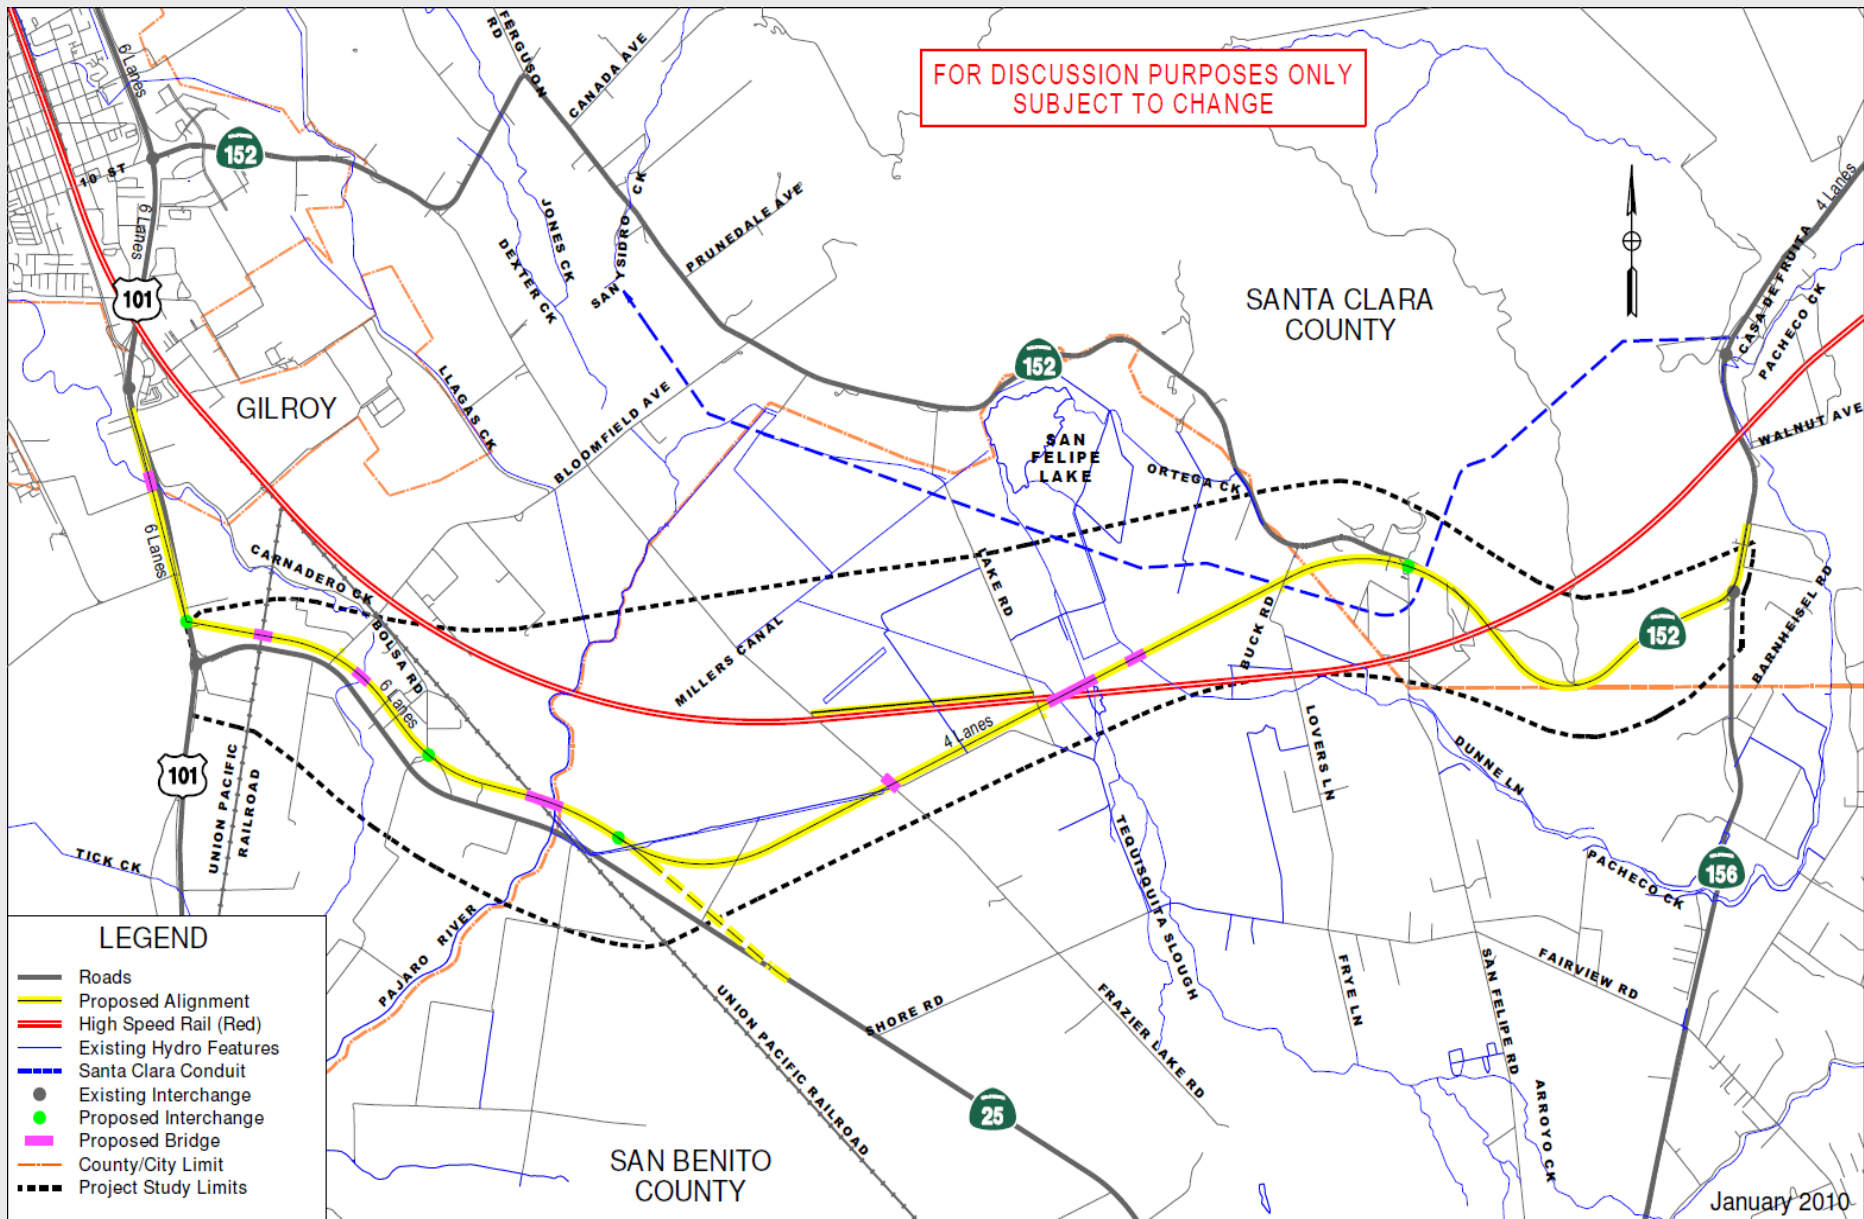 FOR DISCUSSION PURPOSES ONLY
SUBJECT TO CHANGE
6 Lanes
FERGUSON
RD
CANADA AVE
152
10 ST
6 Lanes
JONES CK
DEXTER CK
SAN YSIDRO CK
PRUNEDALE AVE
4 Lanes
CASA DE FRUITA
PACHECO CK
SANTA CLARA
COUNTY
101
152
WALNUT AVE
GILROY
LLAGAS CK
BLOOMFIELD AVE
SAN
FELIPE
LAKE
ORTEGA CK
6 Lanes
CARNADERO CK
BOLSA RD
LAKE RD
MILLERS CANAL
BUCK RD
152
BARNHEISEL RD
6 Lanes
4 Lanes
LOVERS LN
DUNNE LN
101
UNION PACIFIC
RAILROAD
TICK CK
TEQUISQUITA SLOUGH
PACHECO CK
156
PAJARO RIVER
UNION PACIFIC RAILROAD
SHORE RD
FRAZIER LAKE RD
FRYE LN
SAN FELIPE RD
FAIRVIEW RD
ARROYO CK
25
SAN BENITO
COUNTY
LEGEND
Roads
Proposed Alignment
High Speed Rail (Red)
Existing Hydro Features
Santa Clara Conduit
Existing Interchange
Proposed Interchange
Proposed Bridge
County/City Limit
Project Study Limits
January 2010